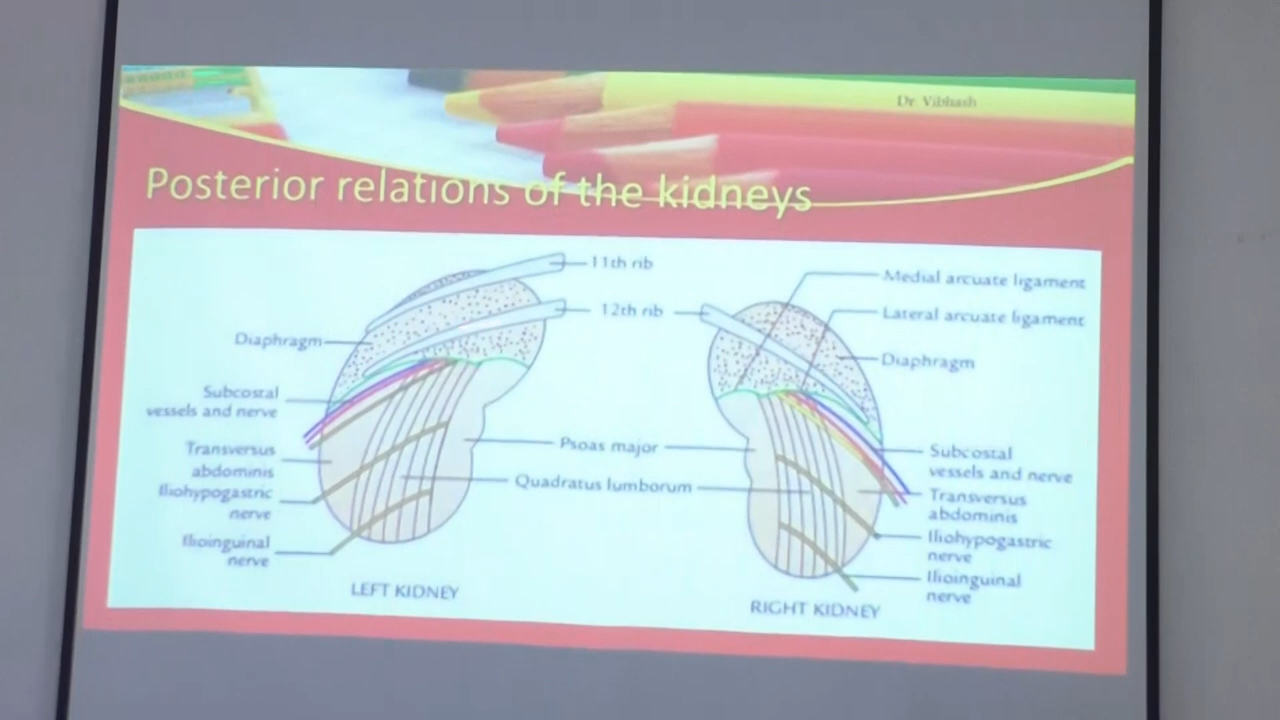 Dr. Vibhash
Posterior relations of the kidneys
11th rib
12th rib
Diaphragm
Subcostal
vessels and nerve
Transversus
abdominis
Iliohypogastric
nerve
Ilioinguinal
nerve
Psoas major
Quadratus lumborum
LEFT KIDNEY
Medial arcuate ligament
Lateral arcuate ligament
Diaphragm
Subcostal
vessels and nerve
Transversus
abdominis
Iliohypogastric
nerve
Ilioinguinal
nerve
RIGHT KIDNEY